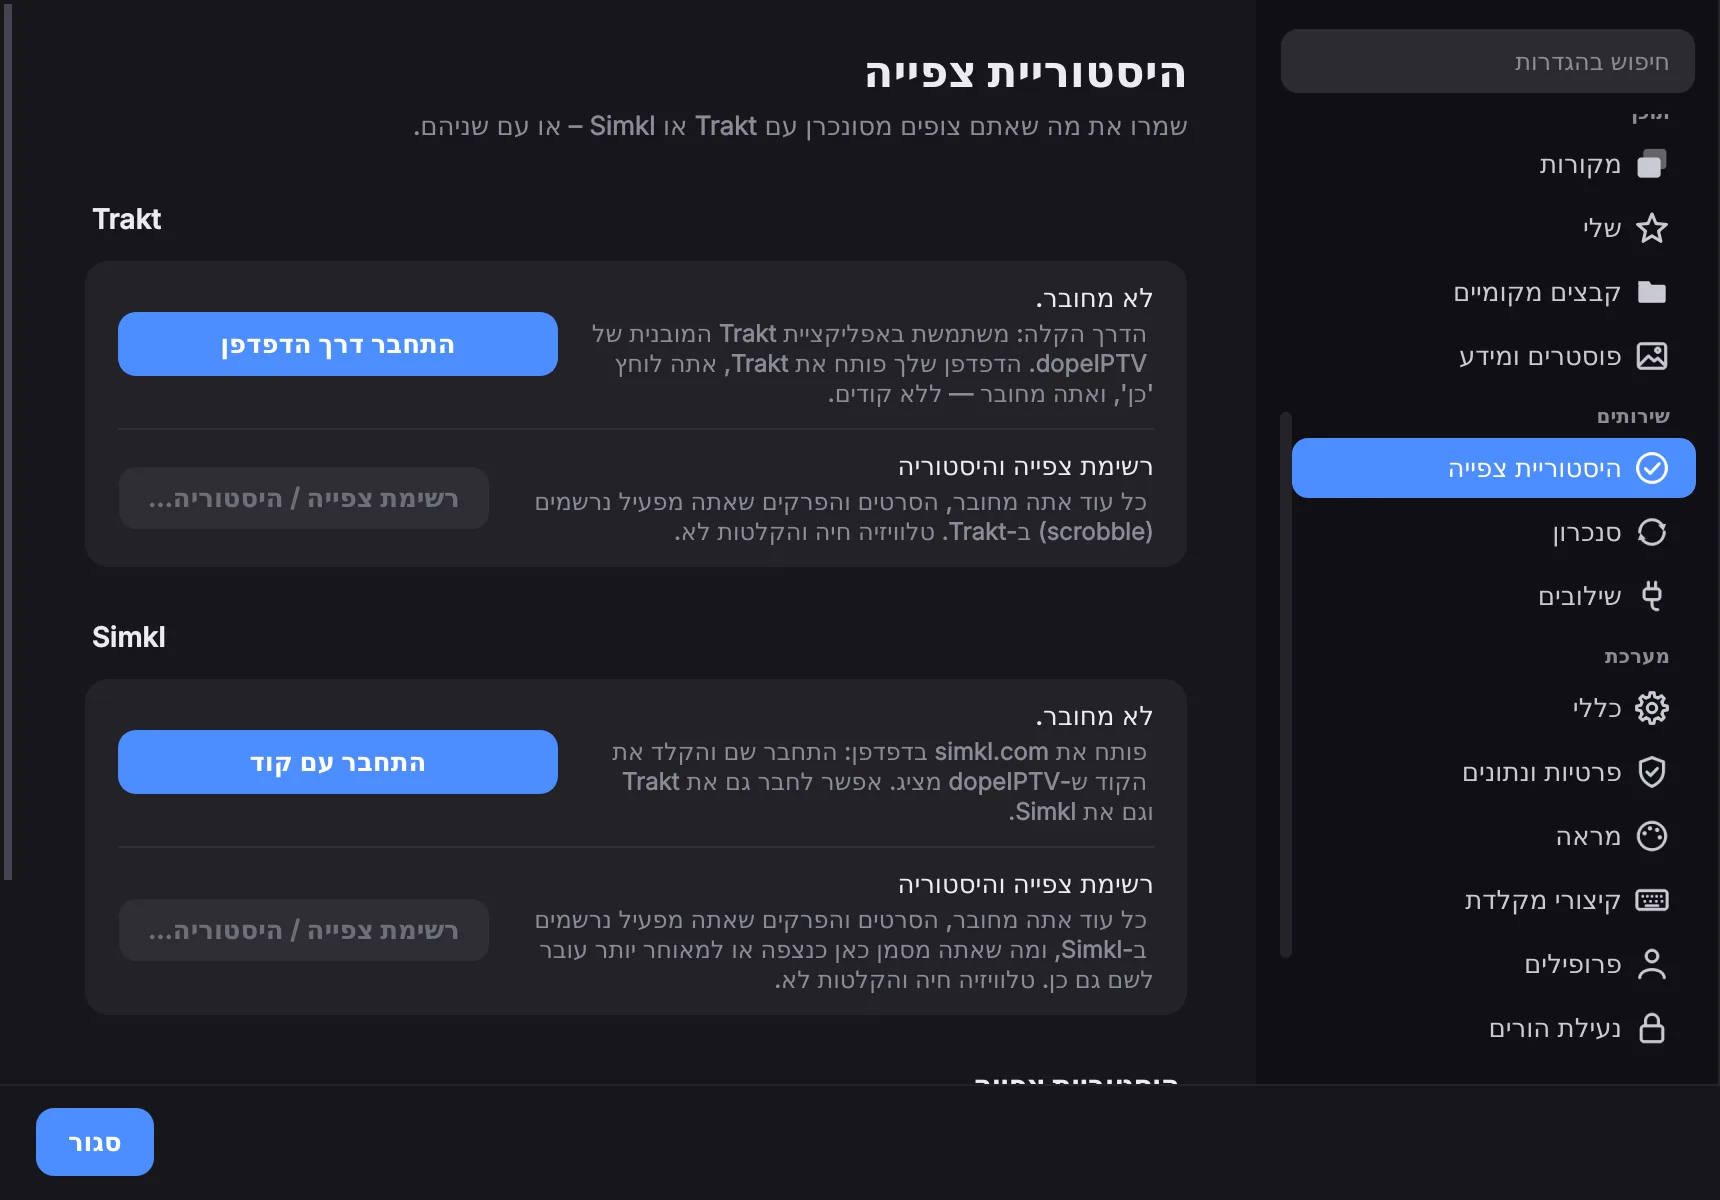 חיפוש בהגדרות
תוכן
מקורות
שלי
קבצים מקומיים
פוסטרים ומידע
שירותים
היסטוריית צפייה
סנכרון
שילובים
מערכת
כללי
פרטיות ונתונים
מראה
קיצורי מקלדת
פרופילים
נעילת הורים
היסטוריית צפייה
שמרו את מה שאתם צופים מסונכרן עם Trakt או Simkl – או עם שניהם.
Trakt
לא מחובר.
הדרך הקלה: משתמשת באפליקציית Trakt המובנית של
dopeIPTV. הדפדפן שלך פותח את Trakt, אתה לוחץ
'כן', ואתה מחובר — ללא קודים.
התחבר דרך הדפדפן
רשימת צפייה והיסטוריה
כל עוד אתה מחובר, הסרטים והפרקים שאתה מפעיל נרשמים
(scrobble) ב-Trakt. טלוויזיה חיה והקלטות לא.
רשימת צפייה / היסטוריה...
Simkl
לא מחובר.
פותח את simkl.com בדפדפן: התחבר שם והקלד את
הקוד ש-dopeIPTV מציג. אפשר לחבר גם את Trakt
וגם את Simkl.
התחבר עם קוד
רשימת צפייה והיסטוריה
כל עוד אתה מחובר, הסרטים והפרקים שאתה מפעיל נרשמים
ב-Simkl, ומה שאתה מסמן כאן כנצפה או למאוחר יותר עובר
לשם גם כן. טלוויזיה חיה והקלטות לא.
רשימת צפייה / היסטוריה...
היסטוריית צפייה
סגור